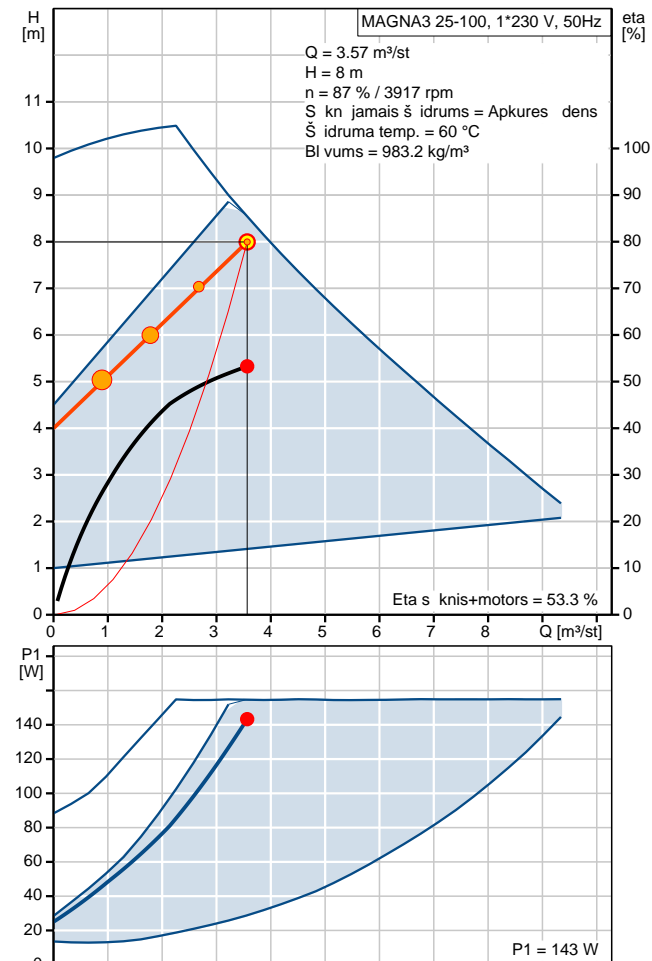 H
[m]
MAGNA3 25-100, 1*230 V, 50Hz
eta
[%]
Q = 3.57 m³/st
H = 8 m
n = 87 % / 3917 rpm
S kn jamais š idrums = Apkures dens
Š idruma temp. = 60 °C
Bl vums = 983.2 kg/m³
11
10
9
8
7
6
5
4
3
2
1
0
100
90
80
70
60
50
40
30
20
10
0
Eta s knis+motors = 53.3 %
0 1 2 3 4 5 6 7 8 Q [m³/st]
P1
[W]
140
120
100
80
60
40
20
0
P1 = 143 W